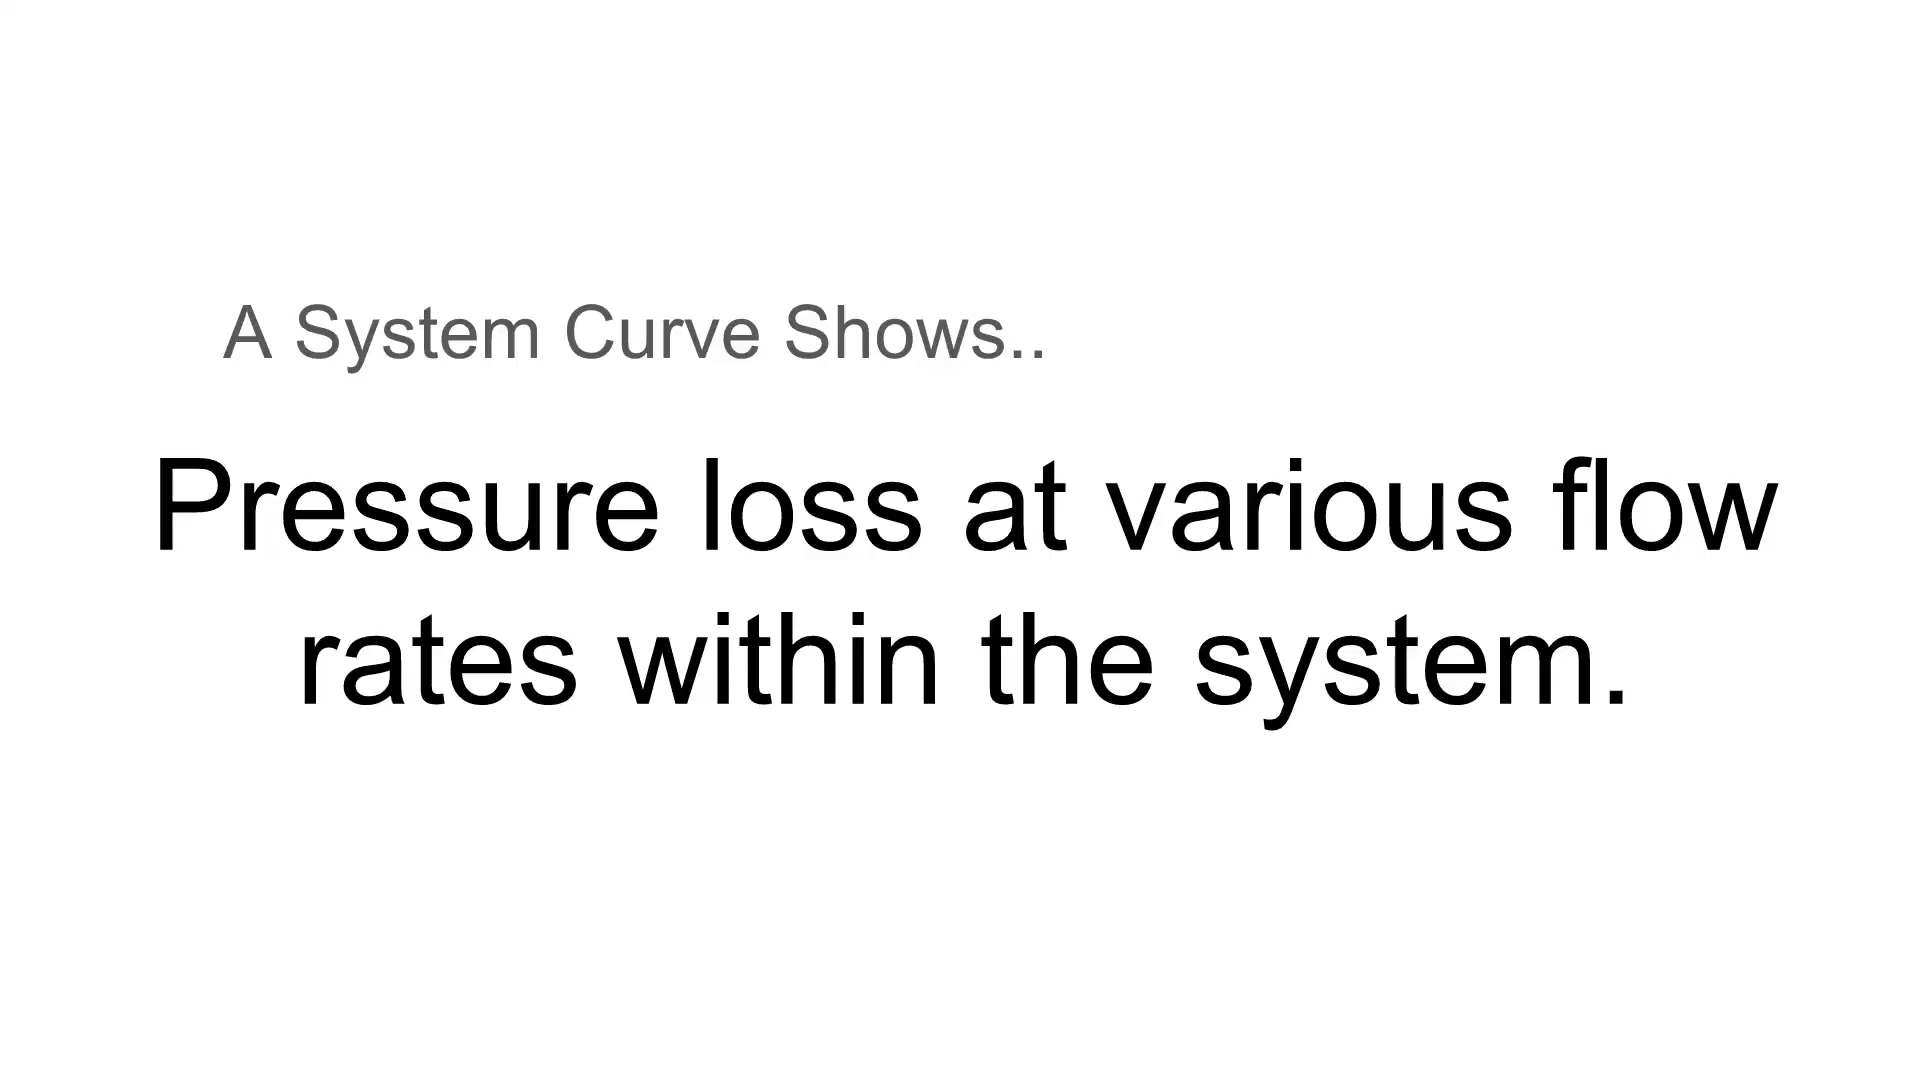 A System Curve Shows..
Pressure loss at various flow
rates within the system.